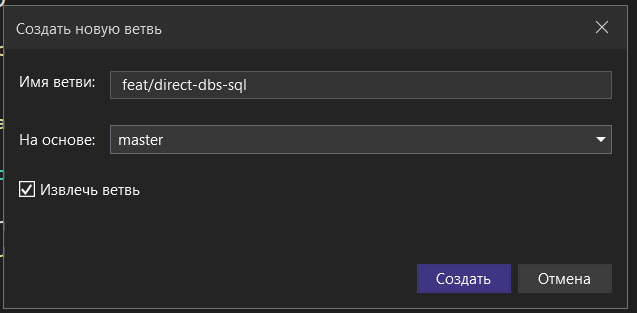 Создать новую ветвь
Имя ветви: feat/direct-dbs-sql
На основе: master
Извлечь ветвь
Создать Отмена